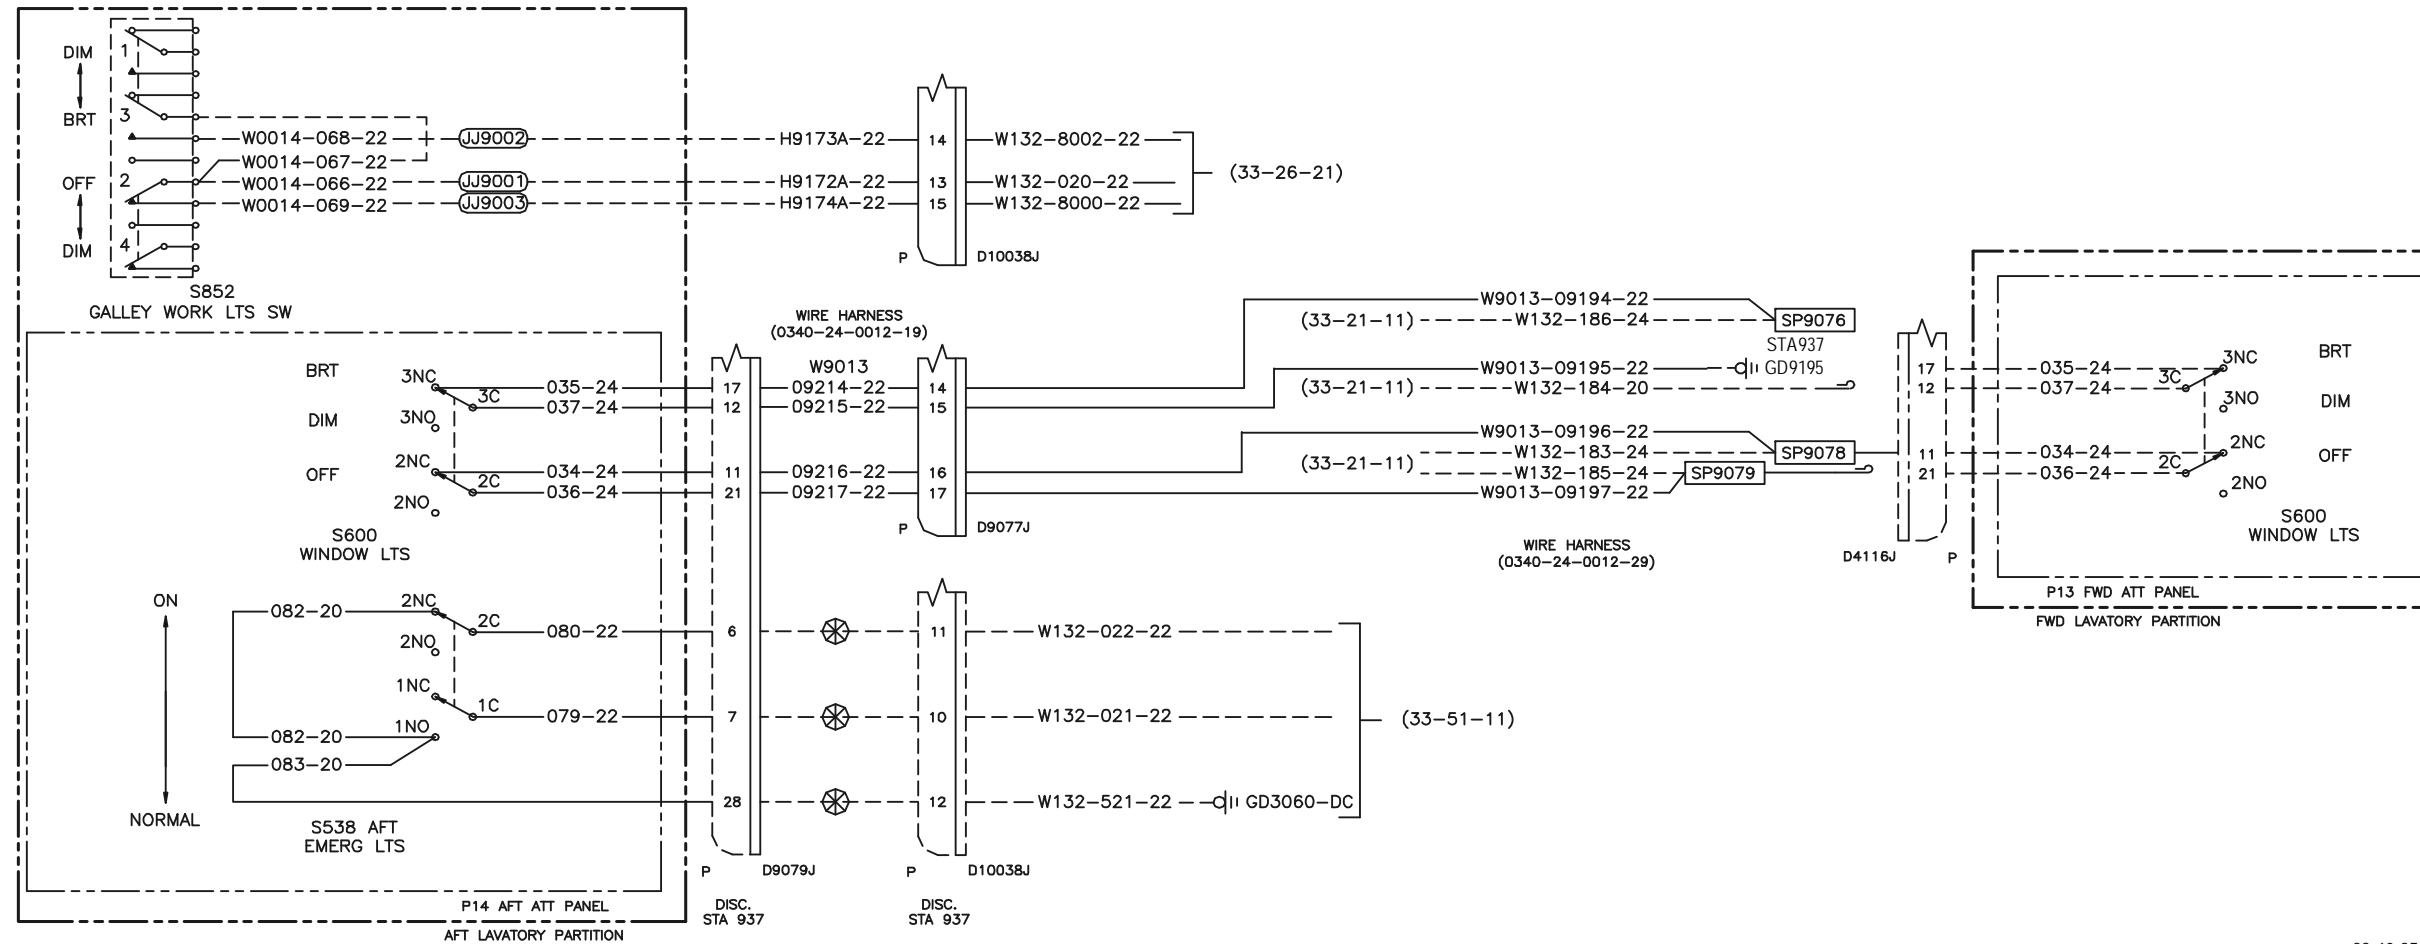 DIM
BRT
OFF
DIM
1
3
2
4
W0014-068-22
W0014-067-22
W0014-066-22
W0014-069-22
JJ9002
JJ9001
JJ9003
S852
GALLEY WORK LTS SW
H9173A-22
H9172A-22
H9174A-22
14
13
15
P
D10038J
W132-8002-22
W132-020-22
W132-8000-22
(33-26-21)
BRT
DIM
OFF
3NC
3C
3NO
2NC
2C
2NO
035-24
037-24
034-24
036-24
S600
WINDOW LTS
ON
NORMAL
2NC
2C
2NO
1NC
1C
1NO
082-20
080-22
079-22
082-20
083-20
S538 AFT
EMERG LTS
P14 AFT ATT PANEL
AFT LAVATORY PARTITION
17
12
11
21
6
7
28
P
D9079J
DISC.
STA 937
WIRE HARNESS
(0340-24-0012-19)
W9013
09214-22
09215-22
09216-22
09217-22
14
15
16
17
P
D9077J
11
10
12
P
D10038J
DISC.
STA 937
W132-022-22
W132-021-22
W132-521-22
GD3060-DC
(33-51-11)
W9013-09194-22
(33-21-11)
W132-186-24
SP9076
STA937
W9013-09195-22
GD9195
(33-21-11)
W132-184-20
W9013-09196-22
(33-21-11)
W132-183-24
SP9078
W132-185-24
SP9079
W9013-09197-22
WIRE HARNESS
(0340-24-0012-29)
17
12
11
21
D4116J
P
035-24
037-24
034-24
036-24
3NC
3C
3NO
2NC
2C
2NO
BRT
DIM
OFF
S600
WINDOW LTS
P13 FWD ATT PANEL
FWD LAVATORY PARTITION